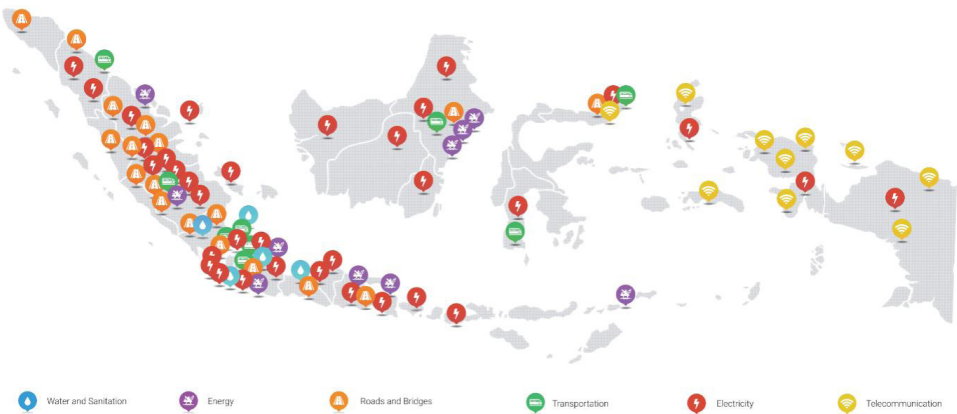 Water and Sanitation
Energy
Roads and Bridges
Transportation
Electricity
Telecommunication